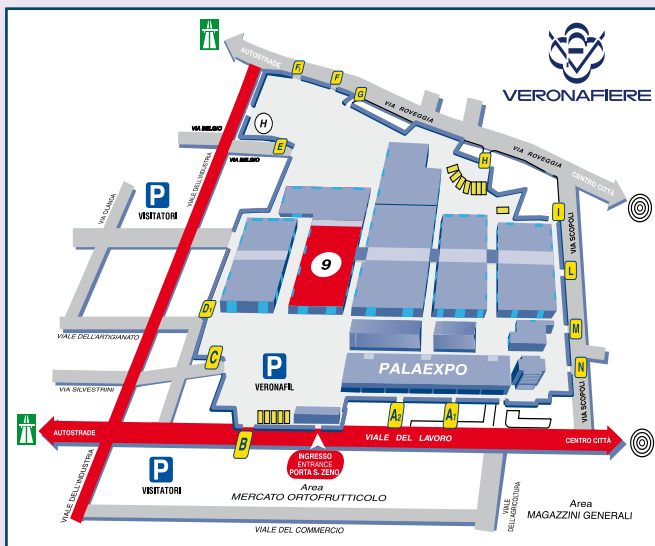 AUTOSTRADE
F₁
F
G
VIA ROVEGGIA
VERONAFIERE
H
VIA BELGIO
VIA BELGIO
E
H
VIA ROVEGGIA
CENTRO CITTÀ
P
VISITATORI
VIALE DELL'INDUSTRIA
VIA OLANDA
I
VIA SCOPOLI
9
L
D₁
VIALE DELL'ARTIGIANATO
M
C
P
VERONAFIL
PALAEXPO
N
VIA SILVESTRINI
VIA SCOPOLI
A₂
A₁
AUTOSTRADE
B
VIALE DEL LAVORO
CENTRO CITTÀ
INGRESSO
ENTRANCE
PORTA S. ZENO
P
VISITATORI
VIALE DELL'INDUSTRIA
Area
MERCATO ORTOFRUTTICOLO
VIALE
DELL'AGRICOLTURA
Area
MAGAZZINI GENERALI
VIALE DEL COMMERCIO